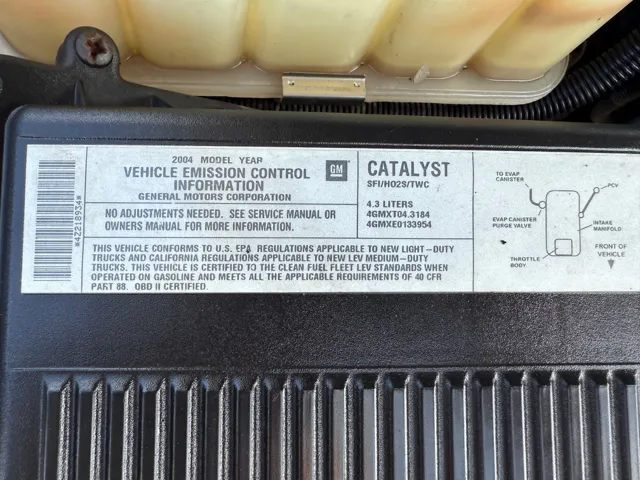 *42218934*
2004 MODEL YEAR
VEHICLE EMISSION CONTROL
INFORMATION
GENERAL MOTORS CORPORATION
GM
NO ADJUSTMENTS NEEDED. SEE SERVICE MANUAL OR
OWNERS MANUAL FOR MORE INFORMATION.
CATALYST
SFI/HO2S/TWC
4.3 LITERS
4GMXT04.3184
4GMXE0133954
THIS VEHICLE CONFORMS TO U.S. EPA REGULATIONS APPLICABLE TO NEW LIGHT-DUTY
TRUCKS AND CALIFORNIA REGULATIONS APPLICABLE TO NEW LEV MEDIUM-DUTY
TRUCKS. THIS VEHICLE IS CERTIFIED TO THE CLEAN FUEL FLEET LEV STANDARDS WHEN
OPERATED ON GASOLINE AND MEETS ALL THE APPLICABLE REQUIREMENTS OF 40 CFR
PART 88. OBD II CERTIFIED.
TO EVAP
CANISTER
PCV
EVAP CANISTER
PURGE VALVE
INTAKE
MANIFOLD
THROTTLE
BODY
FRONT OF
VEHICLE